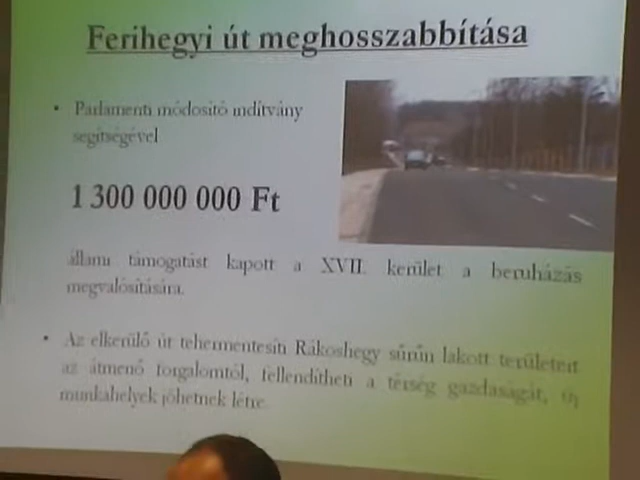 Ferihegyi út meghosszabbítása
• Parlamenti módosító indítvány
segítségével
1 300 000 000 Ft
állami támogatást kapott a XVII. kerület a beruházás
megvalósítására.
• Az elkerülő út tehermentesíti Rákoshegy sűrűn lakott területeit
az átmenő forgalomtól, fellendítheti a térség gazdaságát, új
munkahelyek jöhetnek létre.